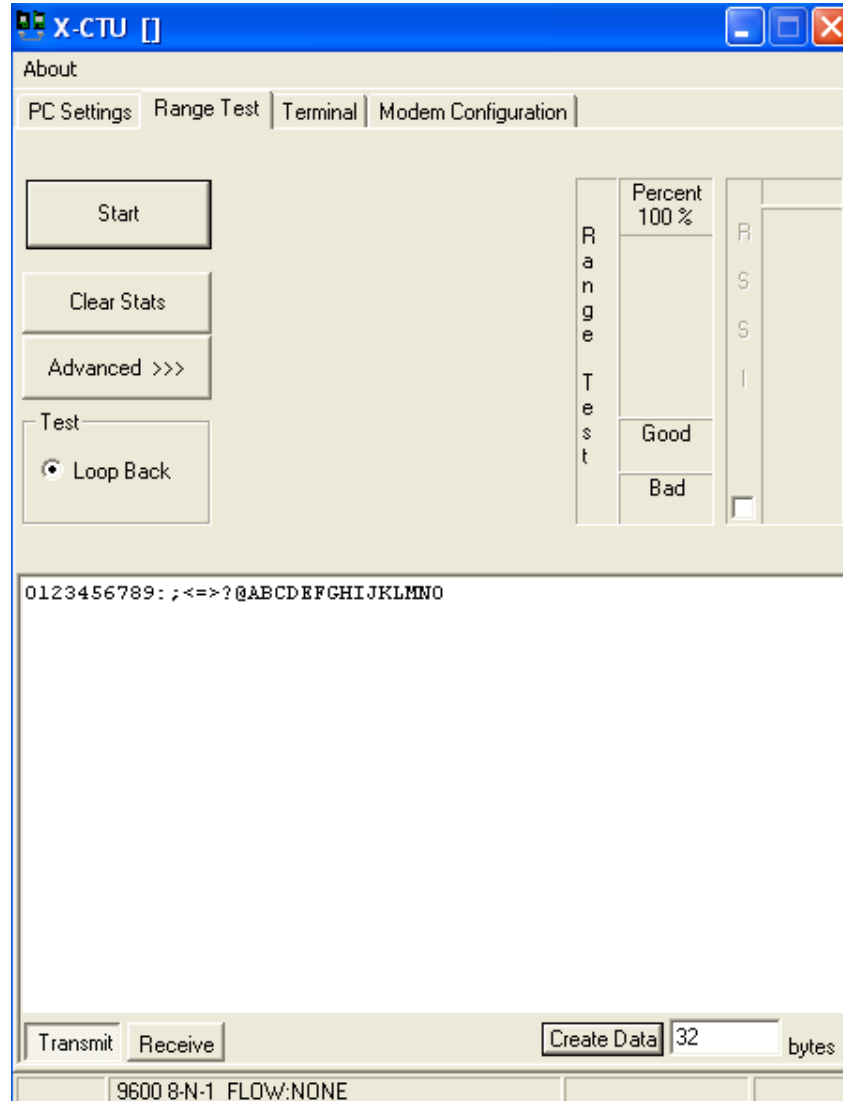 X-CTU []
About
PC Settings Range Test Terminal Modem Configuration
Start
Clear Stats
Advanced >>>
Test
Loop Back
Range Test
Percent
100 %
Good
Bad
RSSI
0123456789:;<=>?@ABCDEFGHIJKLMNO
Transmit Receive Create Data 32 bytes
9600 8-N-1 FLOW:NONE